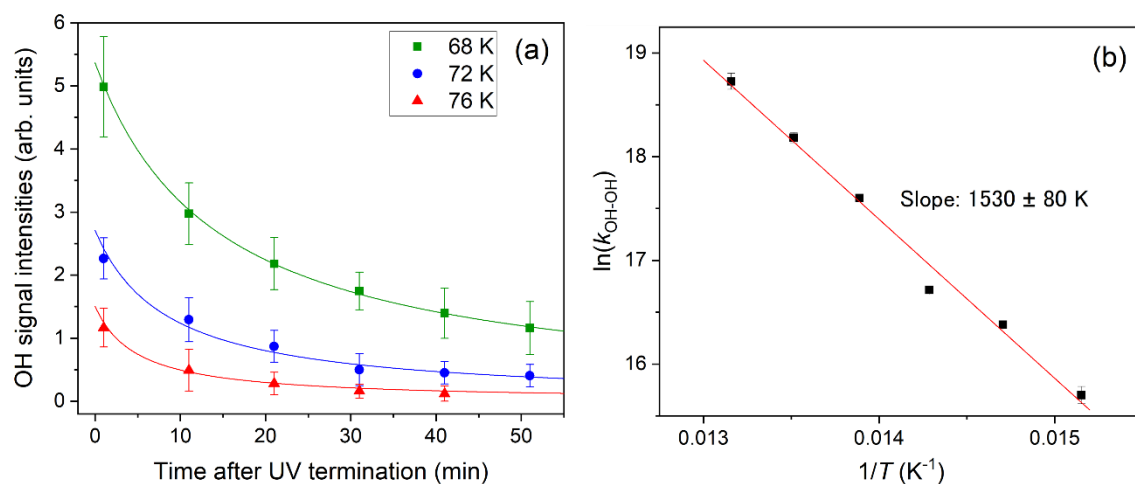 OH signal intensities (arb. units)
6
5
4
3
2
1
0
68 K
72 K
76 K
(a)
0 10 20 30 40 50
Time after UV termination (min)
ln(k_OH-OH)
19
18
17
16
(b)
Slope: 1530 ± 80 K
0.013 0.014 0.015
1/T (K⁻¹)